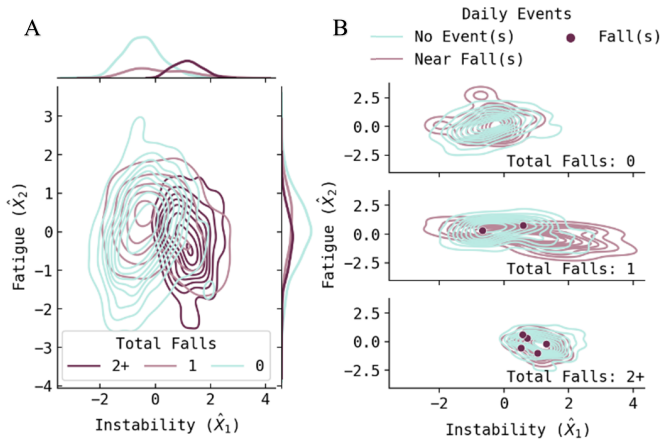 A
B
Daily Events
No Event(s)
Fall(s)
Near Fall(s)
3
2
1
0
−1
−2
−3
−4
Fatigue (X̂₂)
Total Falls
2+
1
0
−2
0
2
4
Instability (X̂₁)
2.5
0.0
−2.5
Total Falls: 0
Fatigue (X̂₂)
2.5
0.0
−2.5
Total Falls: 1
2.5
0.0
−2.5
Total Falls: 2+
−2
0
2
4
Instability (X̂₁)